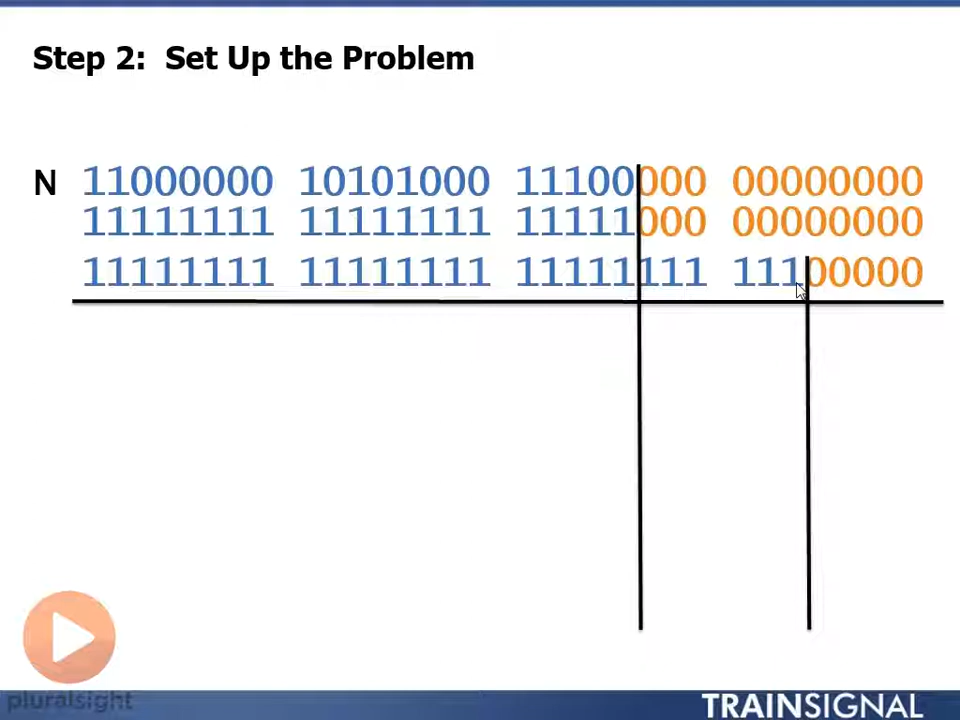 Step 2: Set Up the Problem
N 11000000 10101000 11100000 00000000
11111111 11111111 11111000 00000000
11111111 11111111 11111111 11100000
pluralsight
TRAINSIGNAL